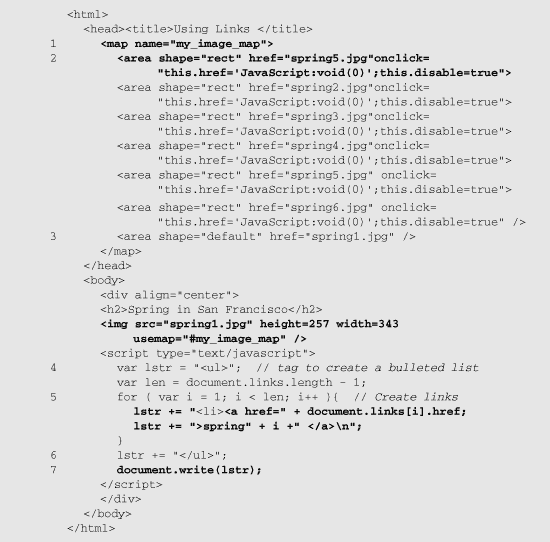 <html>
<head><title>Using Links </title>
1 <map name="my_image_map">
2 <area shape="rect" href="spring5.jpg"onclick=
"this.href='JavaScript:void(0)';this.disable=true">
<area shape="rect" href="spring2.jpg"onclick=
"this.href='JavaScript:void(0)';this.disable=true">
<area shape="rect" href="spring3.jpg"onclick=
"this.href='JavaScript:void(0)';this.disable=true">
<area shape="rect" href="spring4.jpg"onclick=
"this.href='JavaScript:void(0)';this.disable=true">
<area shape="rect" href="spring5.jpg" onclick=
"this.href='JavaScript:void(0)';this.disable=true">
<area shape="rect" href="spring6.jpg" onclick=
"this.href='JavaScript:void(0)';this.disable=true" />
3 <area shape="default" href="spring1.jpg" />
</map>
</head>
<body>
<div align="center">
<h2>Spring in San Francisco</h2>
<img src="spring1.jpg" height=257 width=343
usemap="#my_image_map" />
<script type="text/javascript">
4 var lstr = "<ul>"; // tag to create a bulleted list
var len = document.links.length - 1;
5 for ( var i = 1; i < len; i++ ){ // Create links
lstr += "<li><a href=" + document.links[i].href;
lstr += ">spring" + i +" </a>\n";
}
6 lstr += "</ul>";
7 document.write(lstr);
</script>
</div>
</body>
</html>